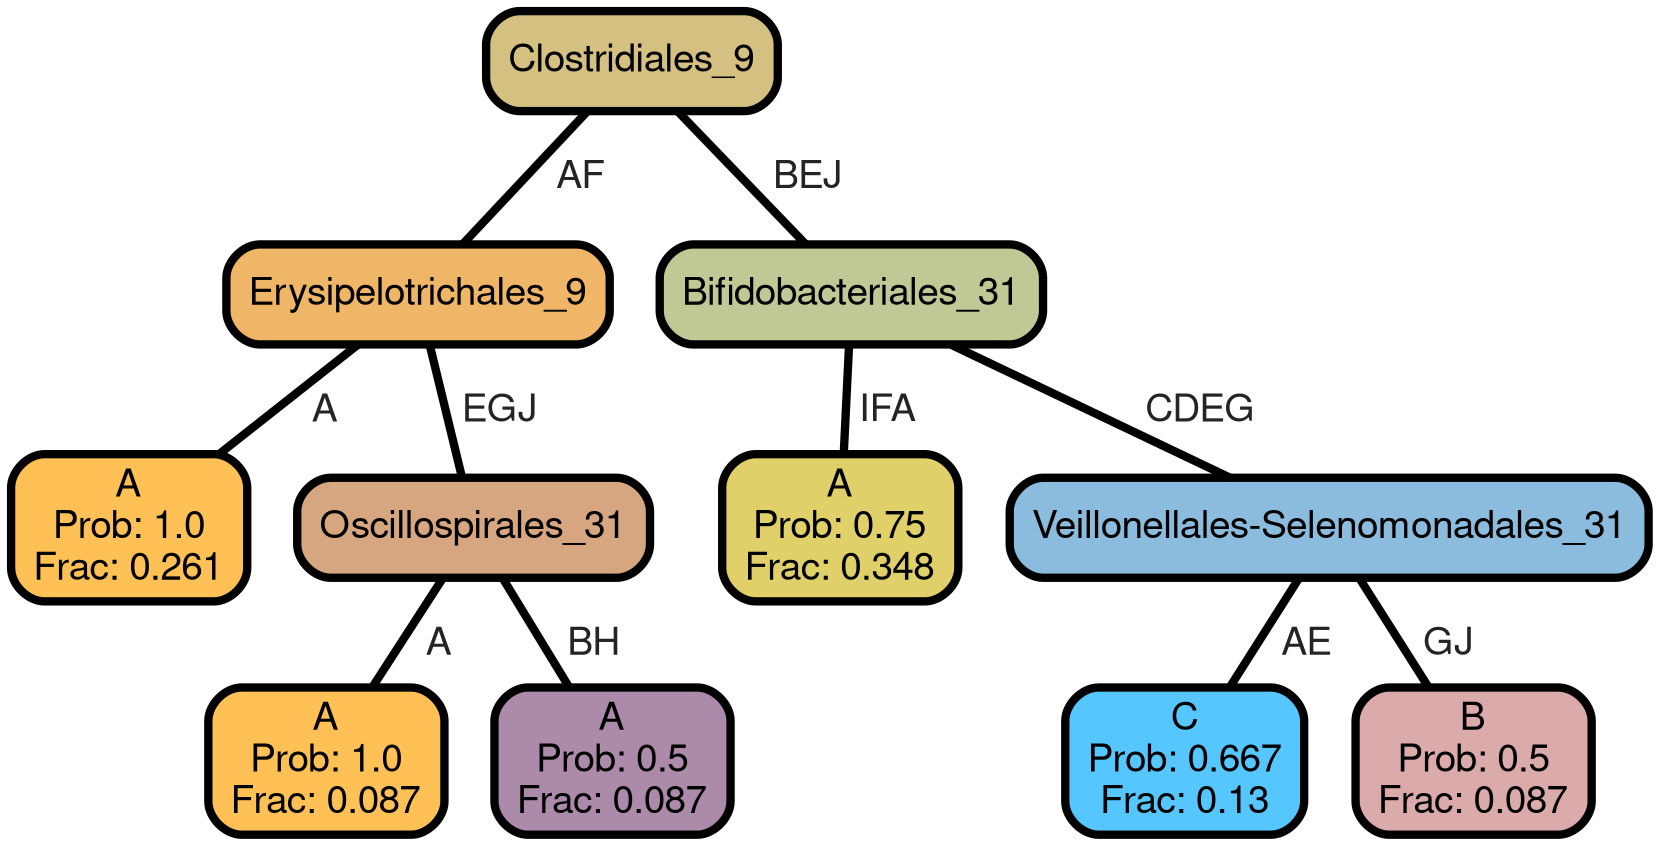 Clostridiales_9
AF
BEJ
Erysipelotrichales_9
Bifidobacteriales_31
A
EGJ
IFA
CDEG
A
Prob: 1.0
Frac: 0.261
Oscillospirales_31
A
Prob: 0.75
Frac: 0.348
Veillonellales-Selenomonadales_31
A
BH
AE
GJ
A
Prob: 1.0
Frac: 0.087
A
Prob: 0.5
Frac: 0.087
C
Prob: 0.667
Frac: 0.13
B
Prob: 0.5
Frac: 0.087